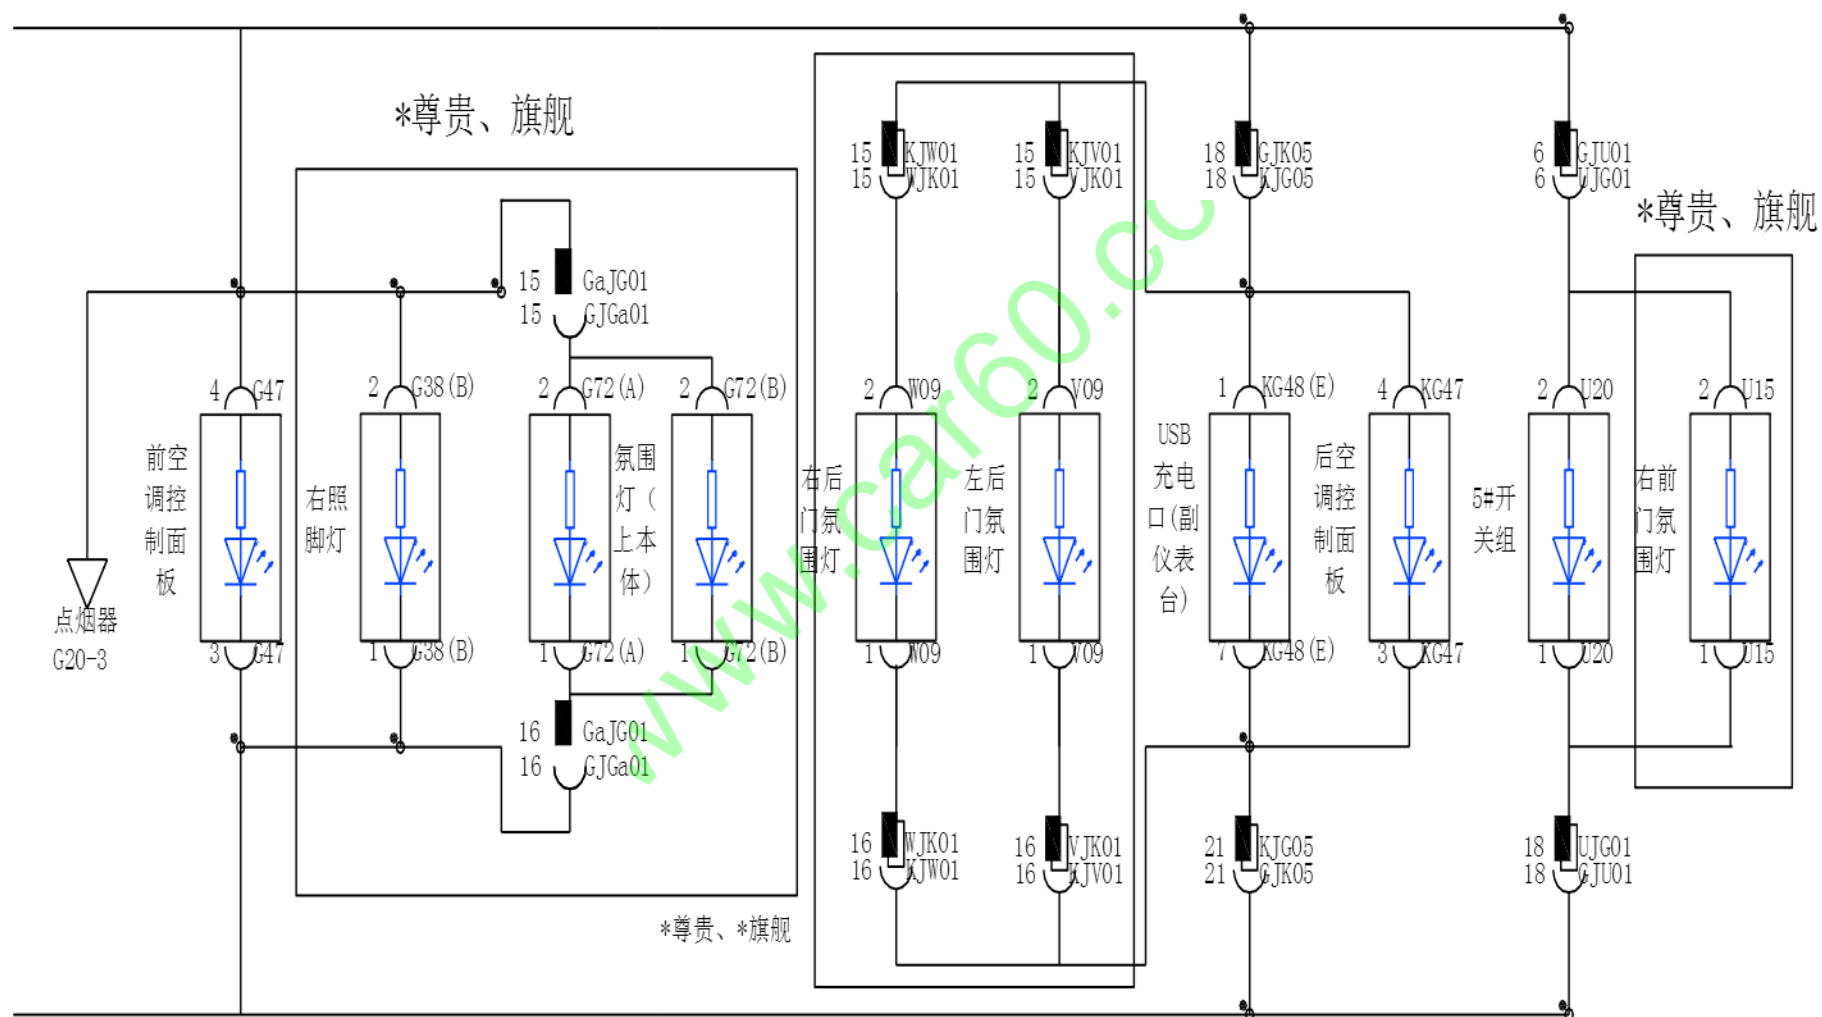 *尊贵、旗舰
15 KJW01
15 WJK01
15 KJV01
15 VJK01
18 GJK05
18 KJG05
6 GJU01
6 UJG01
*尊贵、旗舰
15 GaJG01
15 GJGa01
4 G47
2 G38(B)
2 G72(A)
2 G72(B)
2 W09
2 V09
1 KG48(E)
4 KG47
2 U20
2 U15
前空
调控
制面
板
右照
脚灯
氛围
灯（
上本
体）
右后
门氛
围灯
左后
门氛
围灯
USB
充电
口(副
仪表
台)
后空
调控
制面
板
5#开
关组
右前
门氛
围灯
点烟器
G20-3
3 G47
1 G38(B)
1 G72(A)
1 G72(B)
1 W09
1 V09
7 KG48(E)
3 KG47
1 U20
1 U15
16 GaJG01
16 GJGa01
16 WJK01
16 KJW01
16 VJK01
16 KJV01
21 KJG05
21 GJK05
18 UJG01
18 GJU01
*尊贵、*旗舰
www.car60.co